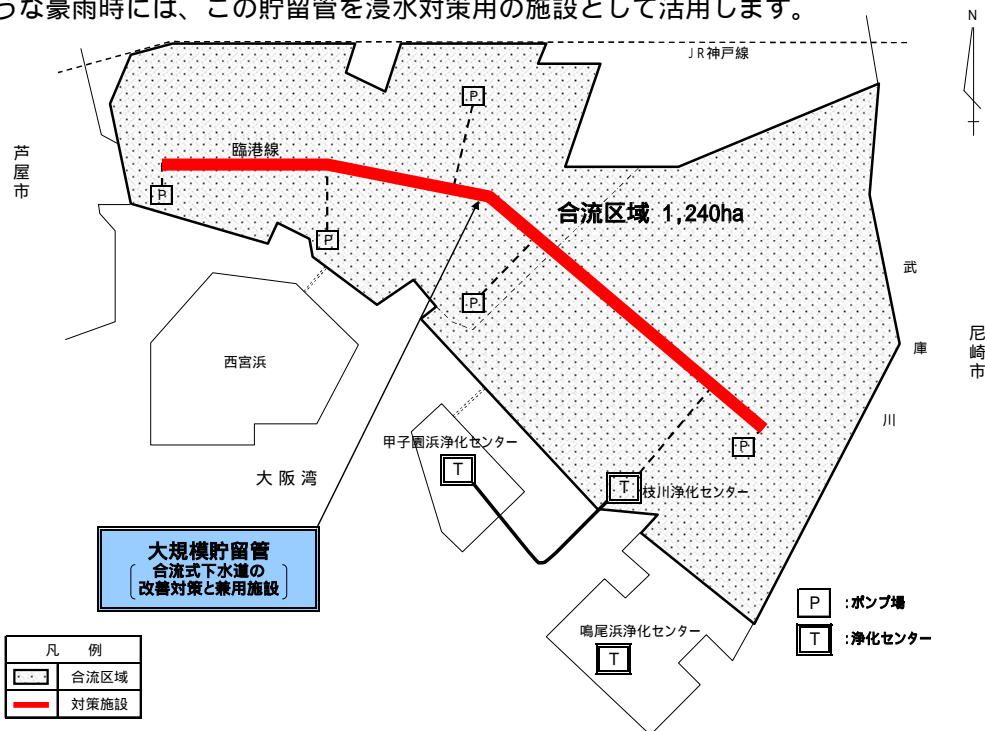 うな豪雨時には、この貯留管を浸水対策用の施設として活用します。
N
JR神戸線
P
芦屋市
臨港線
P
合流区域 1,240ha
P
武庫川
P
尼崎市
西宮浜
甲子園浜浄化センター
P
T
大阪湾
T
枝川浄化センター
大規模貯留管
合流式下水道の
改善対策と兼用施設
P :ポンプ場
鳴尾浜浄化センター
T :浄化センター
T
凡 例
合流区域
対策施設